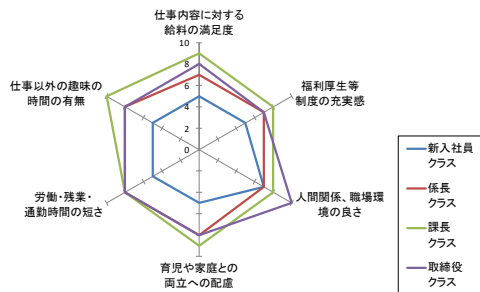 仕事内容に対する
給料の満足度
10
8
6
4
2
0
福利厚生等
制度の充実感
人間関係、職場環
境の良さ
育児や家庭との
両立への配慮
労働・残業・
通勤時間の短さ
仕事以外の趣味の
時間の有無
新入社員
クラス
係長
クラス
課長
クラス
取締役
クラス